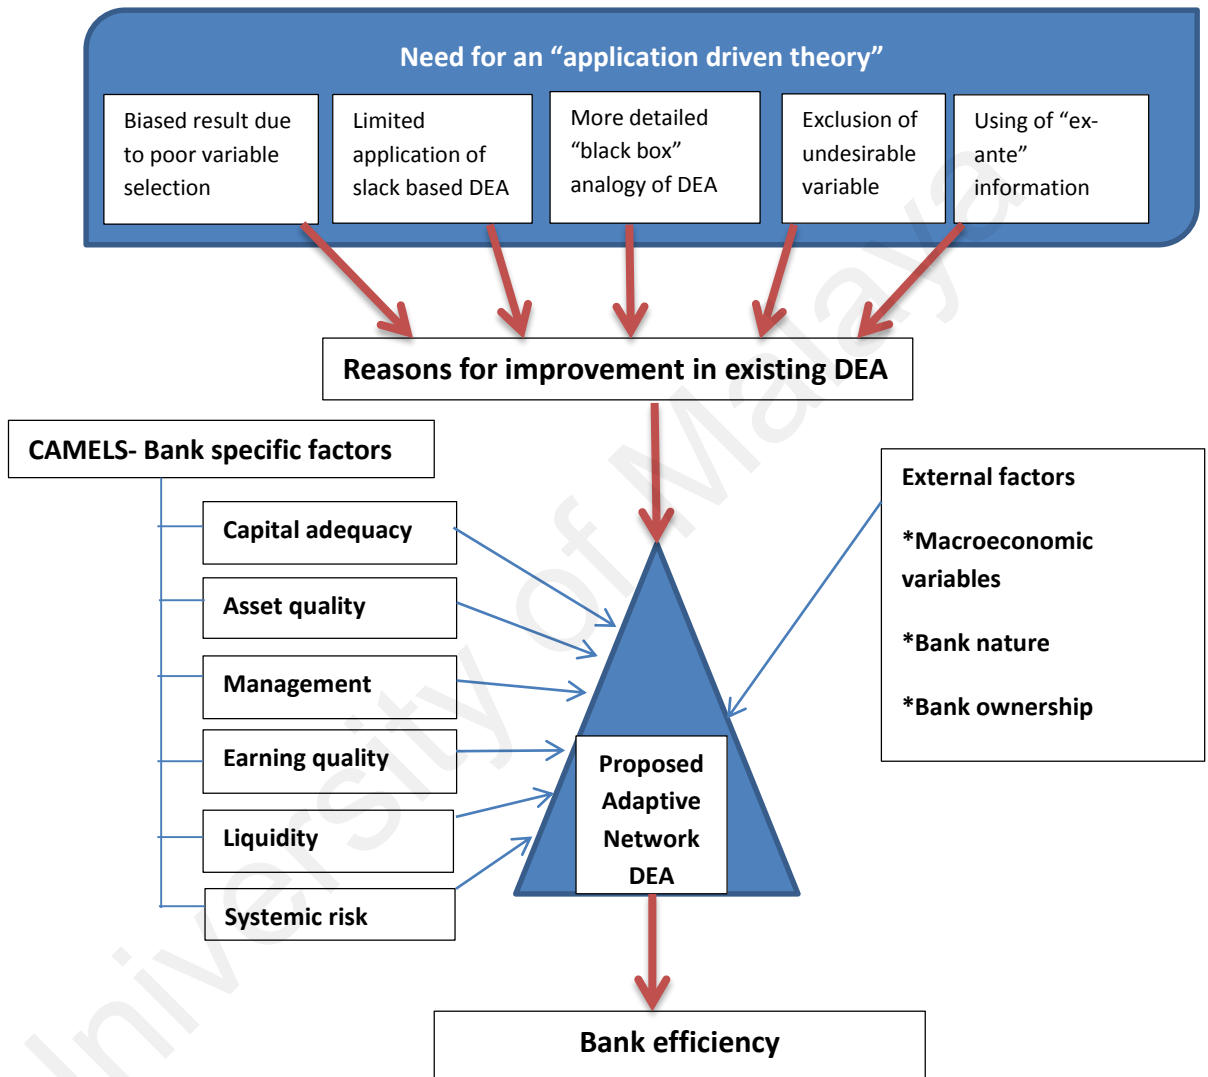 Need for an “application driven theory”
Biased result due
to poor variable
selection
Limited
application of
slack based DEA
More detailed
“black box”
analogy of DEA
Exclusion of
undesirable
variable
Using of “ex-
ante”
information
Reasons for improvement in existing DEA
CAMELS- Bank specific factors
Capital adequacy
Asset quality
Management
Earning quality
Liquidity
Systemic risk
External factors
*Macroeconomic
variables
*Bank nature
*Bank ownership
Proposed
Adaptive
Network
DEA
Bank efficiency
University of Malaya